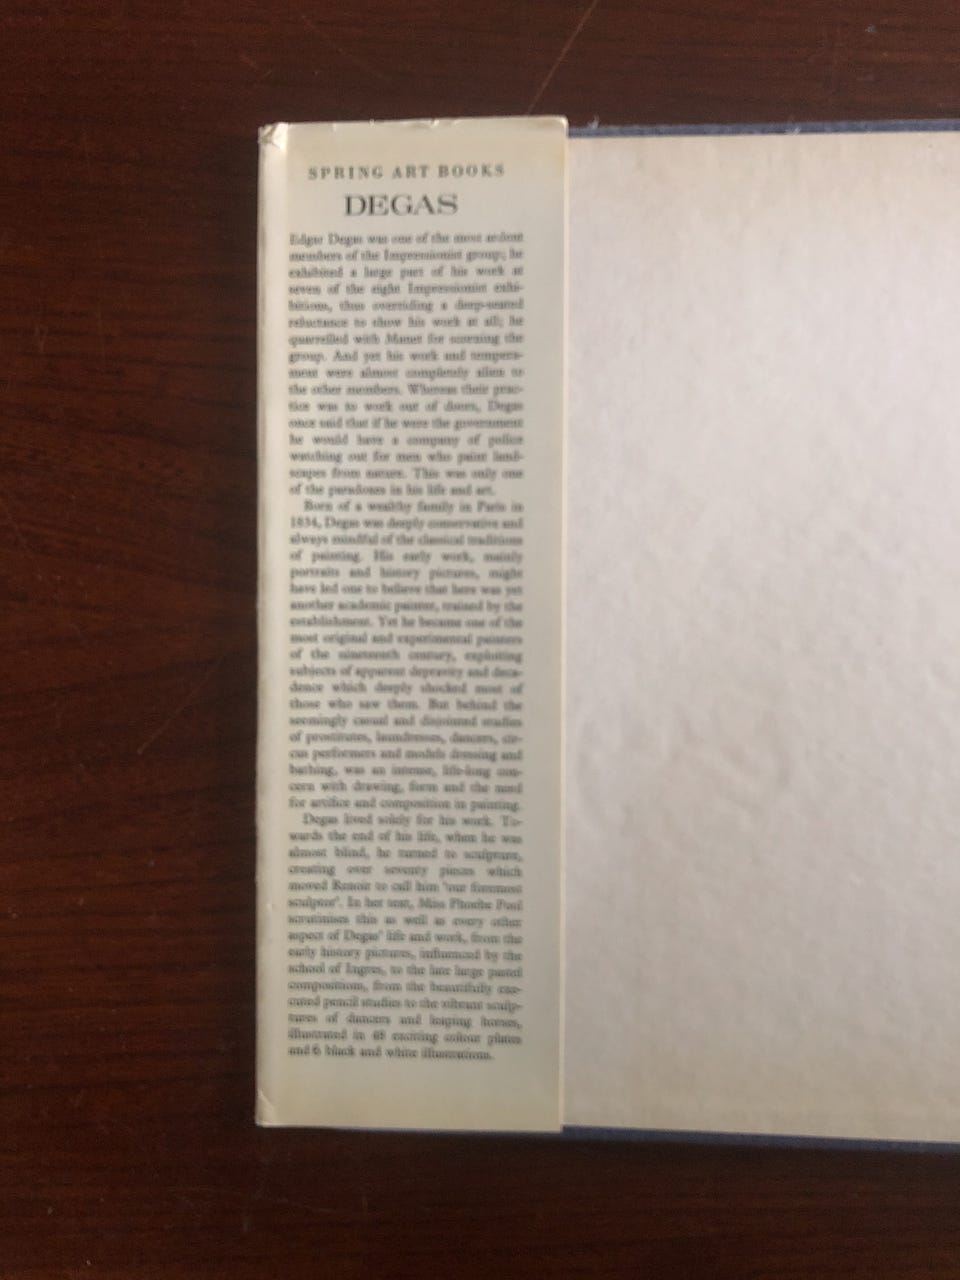 SPRING ART BOOKS
DEGAS
Edgar Degas was one of the most ardent
members of the Impressionist group; he
exhibited a large part of his work at
seven of the eight Impressionist exhi-
bitions, thus overriding a deep-seated
reluctance to show his work at all; he
quarrelled with Manet for scorning the
group. And yet his work and tempera-
ment were almost completely alien to
the other members. Whereas their prac-
tice was to work out of doors, Degas
once said that if he were the government
he would have a company of police
watching out for men who paint land-
scapes from nature. This was only one
of the paradoxes in his life and art.
Born of a wealthy family in Paris in
1834, Degas was deeply conservative and
always mindful of the classical traditions
of painting. His early work, mainly
portraits and history pictures, might
have led one to believe that here was yet
another academic painter, trained by the
establishment. Yet he became one of the
most original and experimental painters
of the nineteenth century, exploiting
subjects of apparent depravity and deca-
dence which deeply shocked most of
those who saw them. But behind the
seemingly casual and disjointed studies
of prostitutes, laundresses, dancers, cir-
cus performers and models dressing and
bathing, was an intense, life-long con-
cern with drawing, form and the need
for artifice and composition in painting.
Degas lived solely for his work. To-
wards the end of his life, when he was
almost blind, he turned to sculpture,
creating over seventy pieces which
moved Renoir to call him 'our foremost
sculptor'. In her text, Miss Phoebe Pool
scrutinises this as well as every other
aspect of Degas' life and work, from the
early history pictures, influenced by the
school of Ingres, to the late large pastel
compositions, from the beautifully exe-
cuted pencil studies to the vibrant sculp-
tures of dancers and leaping horses,
illustrated in 48 exciting colour plates
and 6 black and white illustrations.